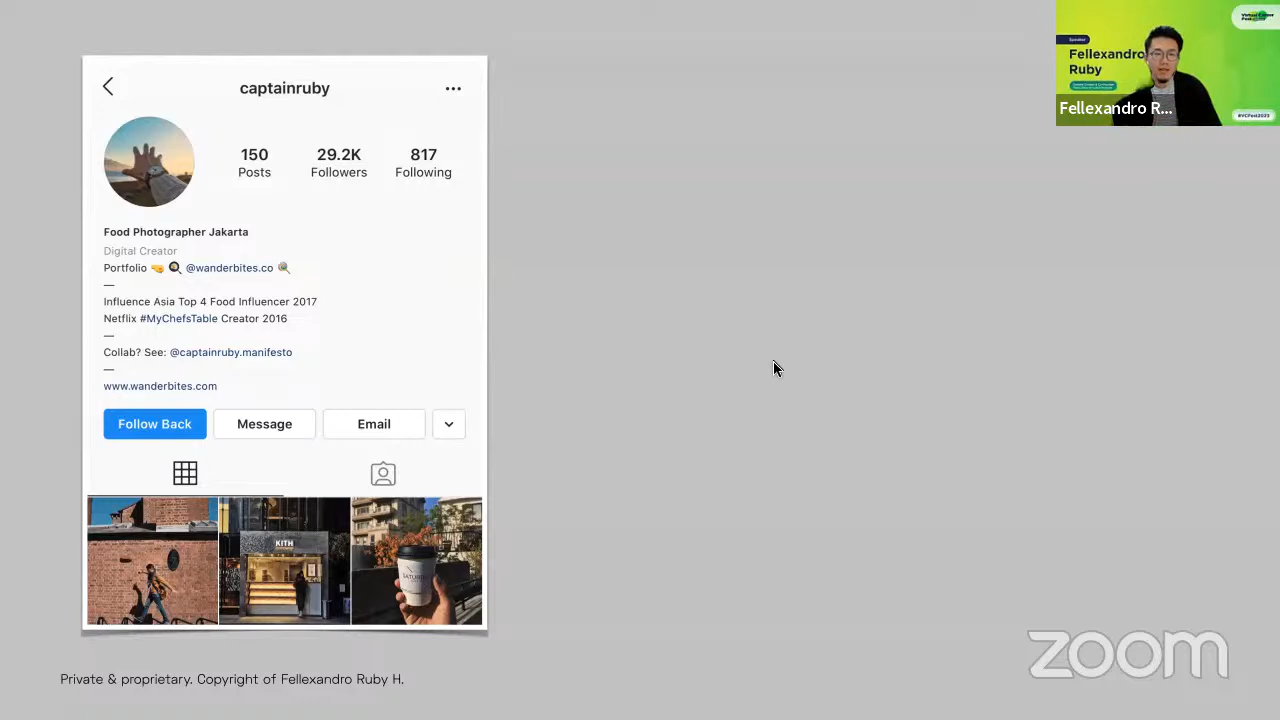 captainruby
150
Posts
29.2K
Followers
817
Following
Food Photographer Jakarta
Digital Creator
Portfolio 🤜 🍳 @wanderbites.co 🍭
—
Influence Asia Top 4 Food Influencer 2017
Netflix #MyChefsTable Creator 2016
—
Collab? See: @captainruby.manifesto
—
www.wanderbites.com
Follow Back
Message
Email
KITH
Private & proprietary. Copyright of Fellexandro Ruby H.
Speaker
Fellexandro
Ruby
Fellexandro R...
#VCFest2023
zoom